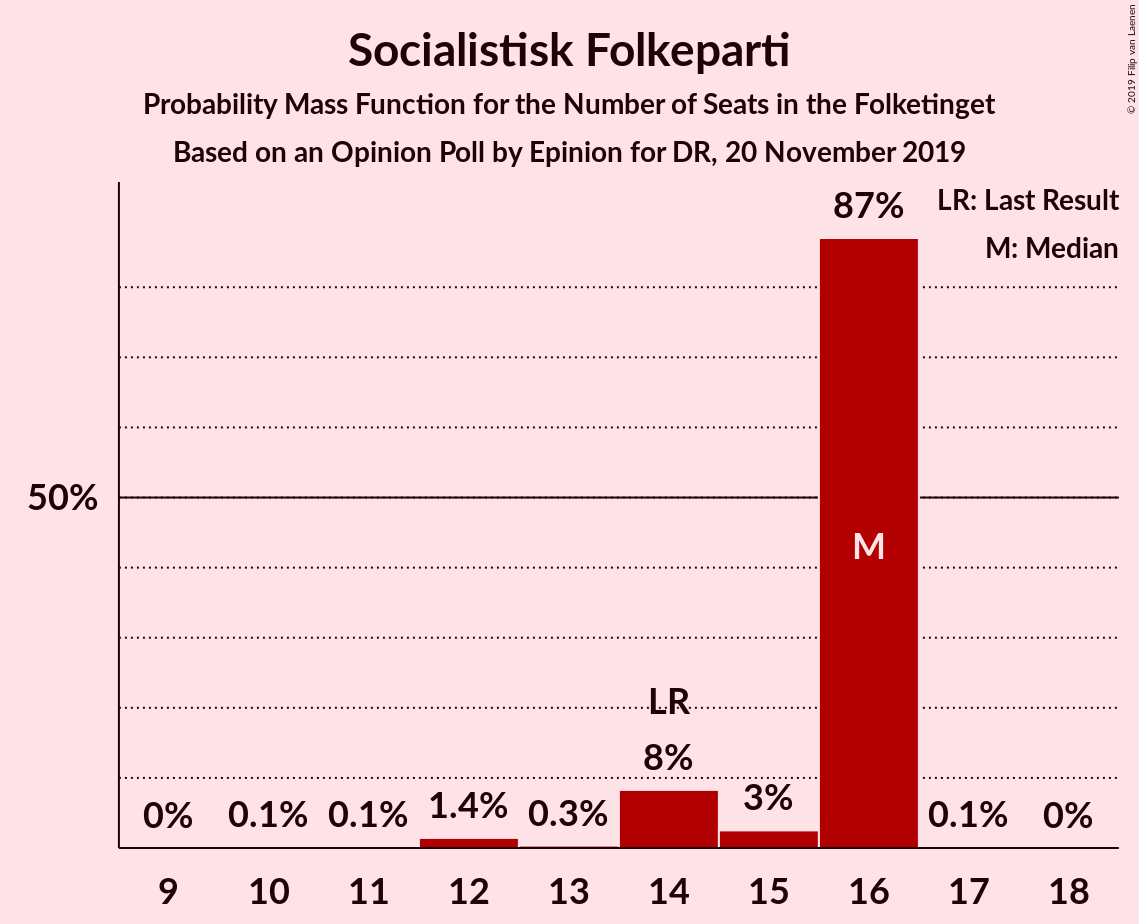 Socialistisk Folkeparti
Probability Mass Function for the Number of Seats in the Folketinget
Based on an Opinion Poll by Epinion for DR, 20 November 2019
© 2019 Filip van Laenen
LR: Last Result
M: Median
87%
50%
M
LR
8%
3%
1.4%
0.3%
0% 0.1% 0.1% 0.1% 0%
9 10 11 12 13 14 15 16 17 18